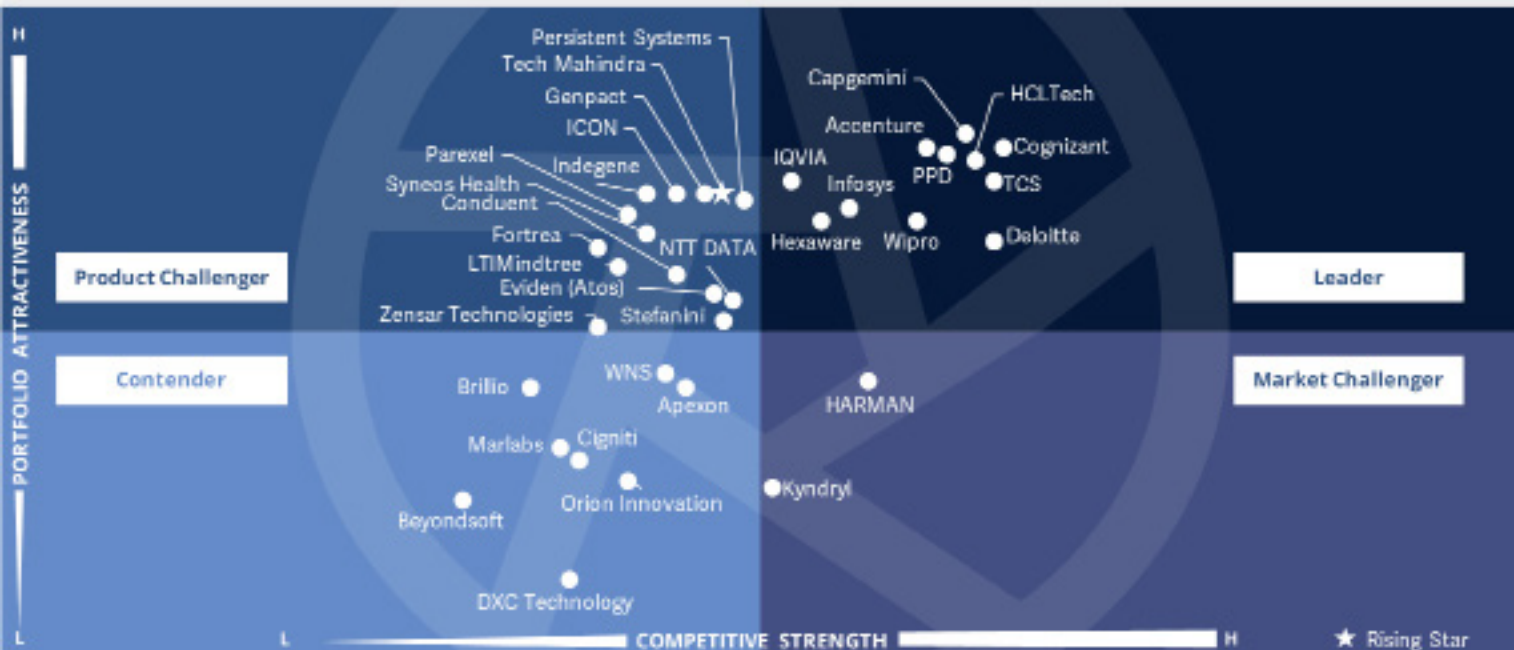 H
Persistent Systems
Tech Mahindra
Capgemini
HCLTech
Genpact
ICON
Accenture
Cognizant
Parexel
Indegene
IQVIA
PPD
Syneos Health
Infosys
TCS
Conduent
Fortrea
NTT DATA
Hexaware
Wipro
Deloitte
LTIMindtree
Product Challenger
Leader
Eviden (Atos)
Zensar Technologies
Stefanini
PORTFOLIO ATTRACTIVENESS
Contender
WNS
Market Challenger
Brillio
Apexon
HARMAN
Marlabs
Cigniti
Kyndryl
Orion Innovation
Beyondsoft
DXC Technology
L
L
COMPETITIVE STRENGTH
H
Rising Star